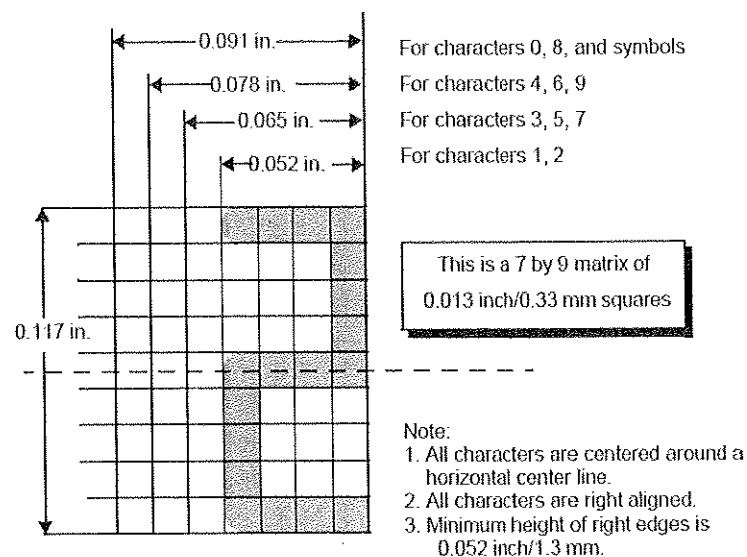 0.091 in.
For characters 0, 8, and symbols
0.078 in.
For characters 4, 6, 9
0.065 in.
For characters 3, 5, 7
0.052 in.
For characters 1, 2
This is a 7 by 9 matrix of
0.013 inch/0.33 mm squares
0.117 in.
Note:
1. All characters are centered around a
horizontal center line.
2. All characters are right aligned.
3. Minimum height of right edges is
0.052 inch/1.3 mm.